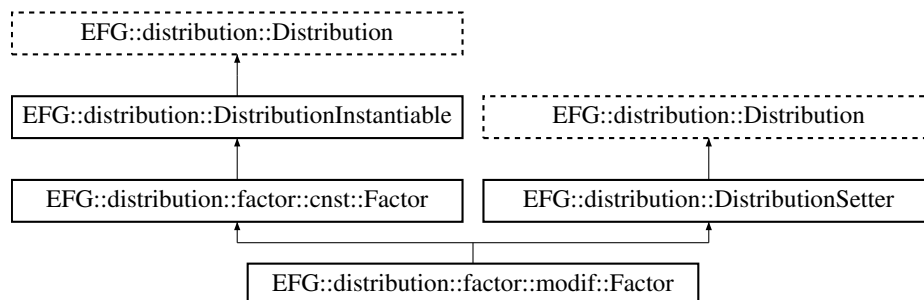 EFG::distribution::Distribution
EFG::distribution::DistributionInstantiable
EFG::distribution::Distribution
EFG::distribution::factor::cnst::Factor
EFG::distribution::DistributionSetter
EFG::distribution::factor::modif::Factor